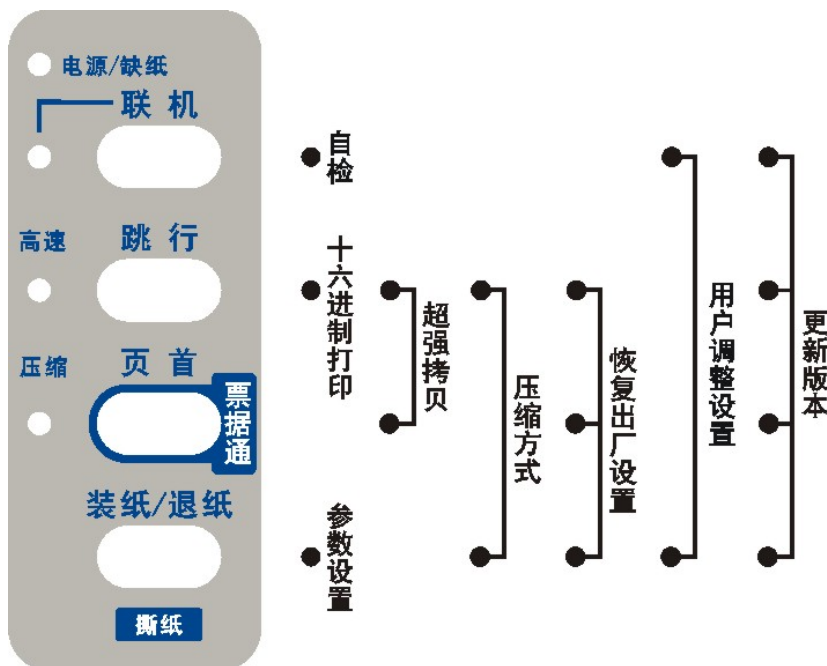 电源/缺纸
联机
高速
跳行
压缩
页首
票据通
装纸/退纸
撕纸
自检
十六进制打印
参数设置
超强拷贝
压缩方式
恢复出厂设置
用户调整设置
更新版本